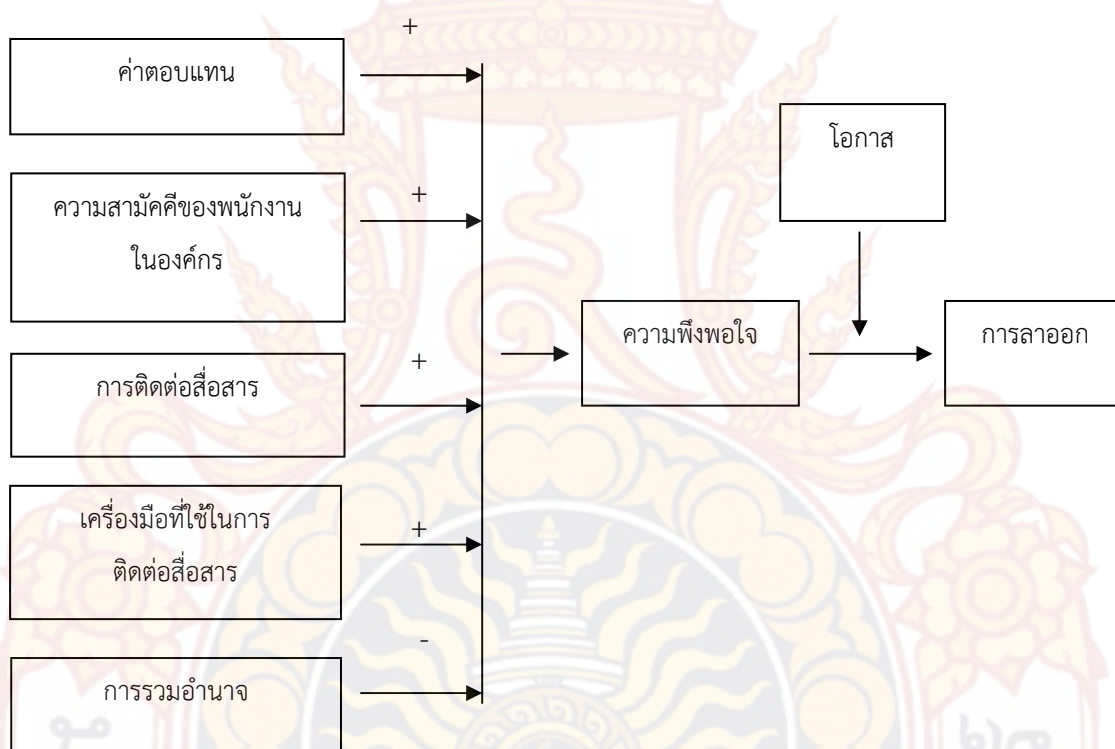 +
ค่าตอบแทน
โอกาส
+
ความสามัคคีของพนักงาน
ในองค์กร
ความพึงพอใจ
การลาออก
+
การติดต่อสื่อสาร
+
เครื่องมือที่ใช้ในการ
ติดต่อสื่อสาร
-
การรวมอำนาจ